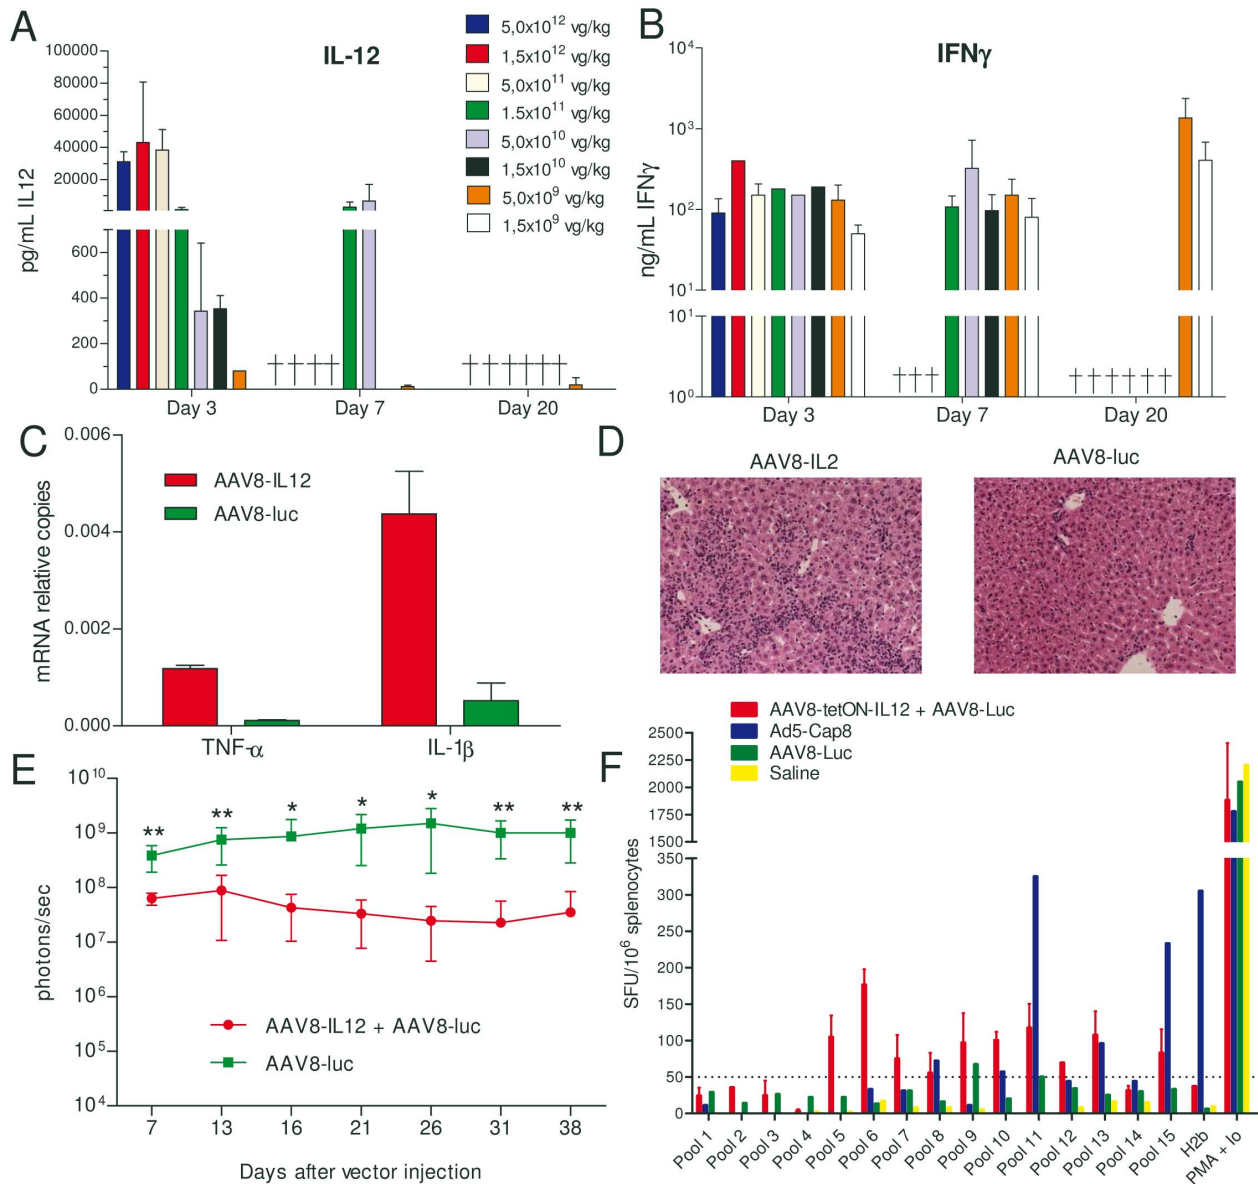 A
IL-12
100000
80000
60000
40000
20000
600
400
200
0
pg/mL IL12
Day 3
Day 7
Day 20
5,0x10¹² vg/kg
1,5x10¹² vg/kg
5,0x10¹¹ vg/kg
1.5x10¹¹ vg/kg
5,0x10¹⁰ vg/kg
1,5x10¹⁰ vg/kg
5,0x10⁹ vg/kg
1,5x10⁹ vg/kg
B
IFNγ
10⁴
10³
10²
10¹
10¹
10⁰
ng/mL IFNγ
Day 3
Day 7
Day 20
C
0.006
0.004
0.002
0.000
mRNA relative copies
AAV8-IL12
AAV8-luc
TNF-α
IL-1β
D
AAV8-IL2
AAV8-luc
E
10¹⁰
10⁹
10⁸
10⁷
10⁶
10⁵
10⁴
photons/sec
** ** * * * ** **
AAV8-IL12 + AAV8-luc
AAV8-luc
7 13 16 21 26 31 38
Days after vector injection
F
AAV8-tetON-IL12 + AAV8-Luc
Ad5-Cap8
AAV8-Luc
Saline
2500
2250
2000
1750
1500
350
300
250
200
150
100
50
0
SFU/10⁶ splenocytes
Pool 1
Pool 2
Pool 3
Pool 4
Pool 5
Pool 6
Pool 7
Pool 8
Pool 9
Pool 10
Pool 11
Pool 12
Pool 13
Pool 14
Pool 15
H2b
PMA + Io